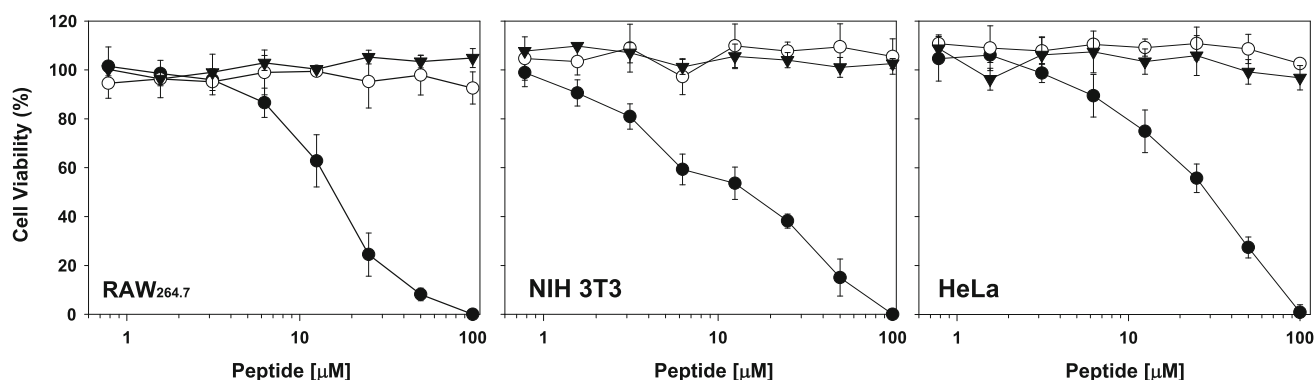 Cell Viability (%)
120
100
80
60
40
20
0
RAW264.7
NIH 3T3
HeLa
1 10 100
1 10 100
1 10 100
Peptide [μM]
Peptide [μM]
Peptide [μM]